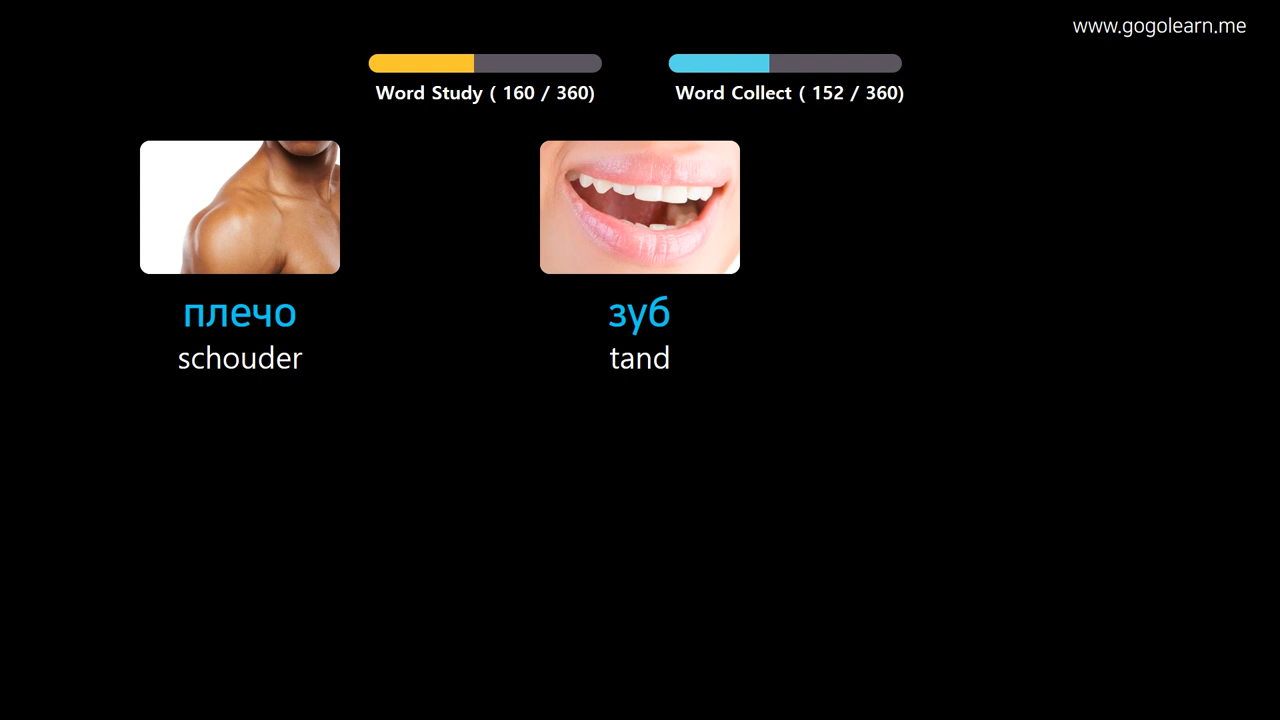 www.gogolearn.me
Word Study ( 160 / 360)
Word Collect ( 152 / 360)
плечо
schouder
зуб
tand